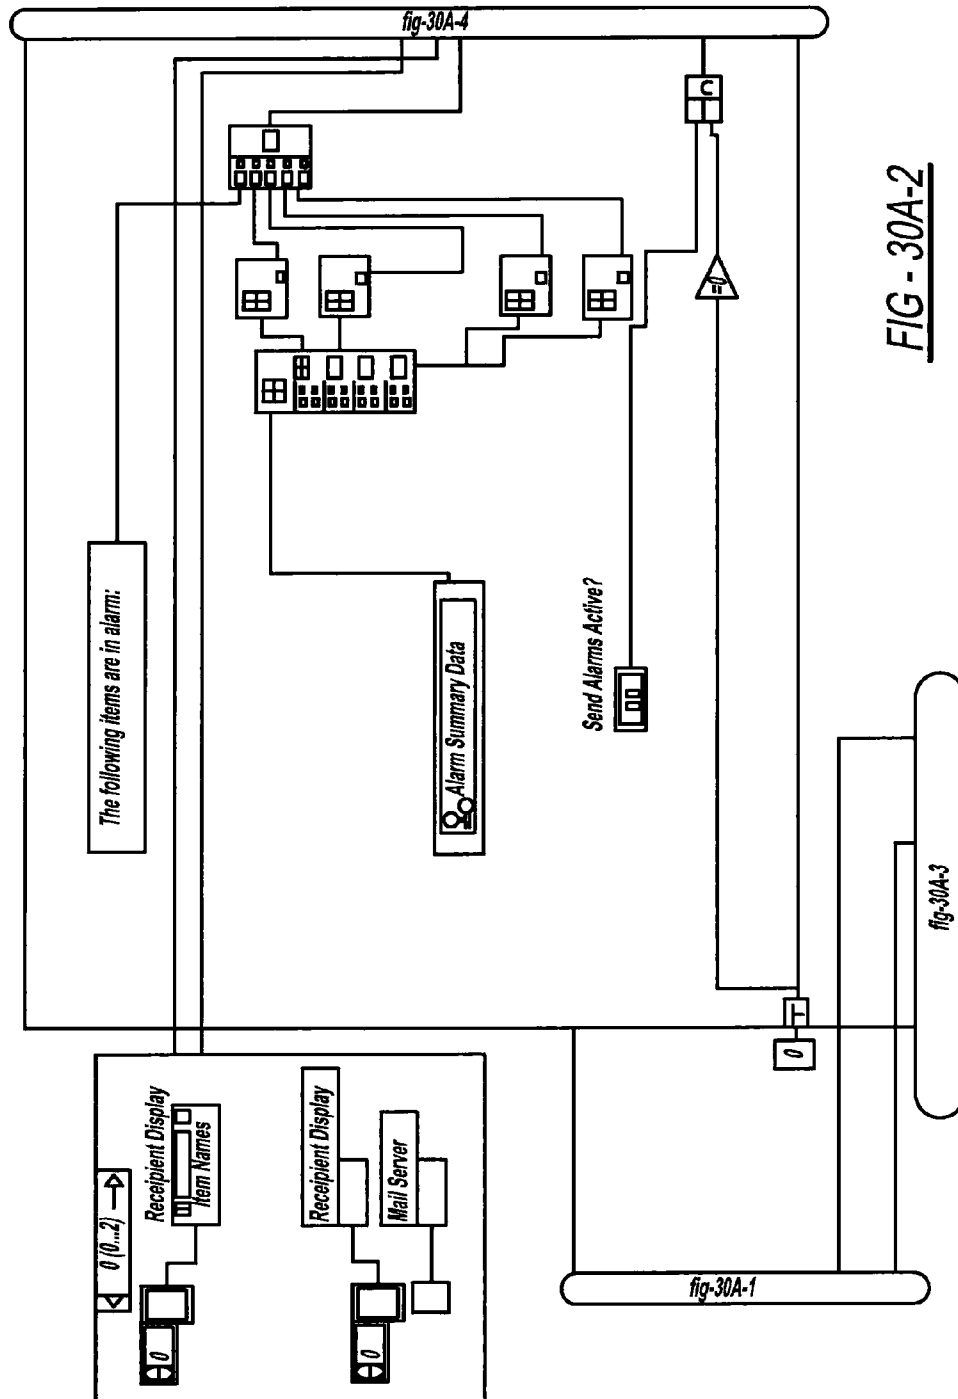 0 (0...2)
0
Receipient Display
Item Names
0
Receipient Display
Mail Server
The following items are in alarm:
Alarm Summary Data
Send Alarms Active?
=0
C
0
T
fig-30A-4
fig-30A-1
fig-30A-3
FIG - 30A-2